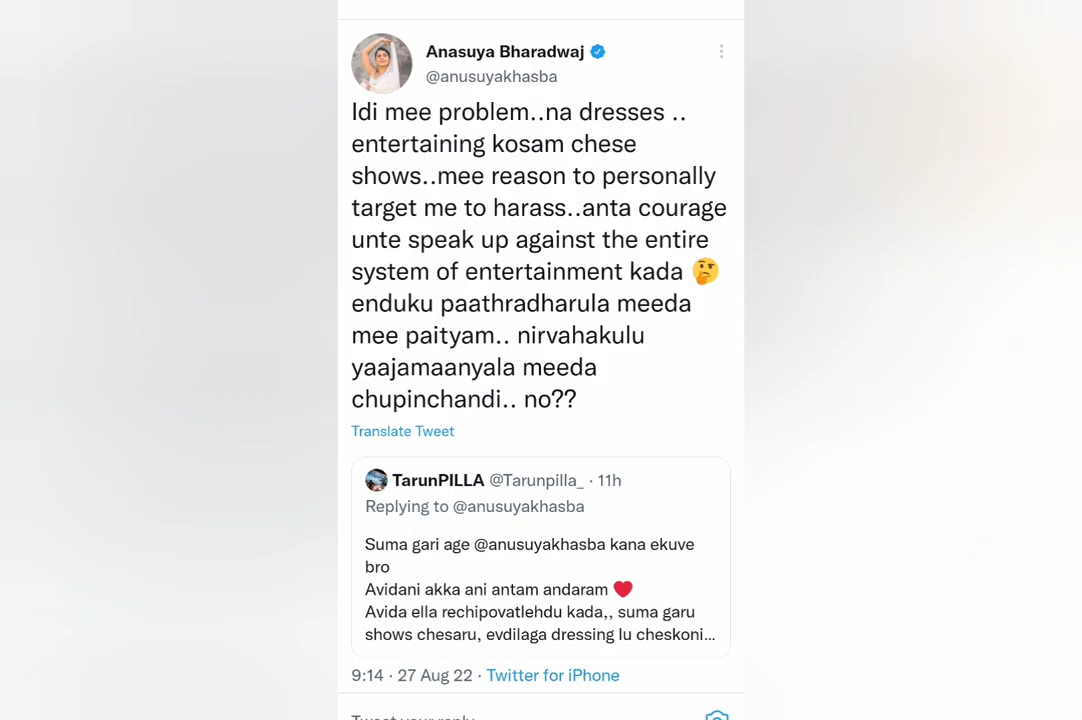 Anasuya Bharadwaj
@anusuyakhasba
Idi mee problem..na dresses ..
entertaining kosam chese
shows..mee reason to personally
target me to harass..anta courage
unte speak up against the entire
system of entertainment kada 🤔
enduku paathradharula meeda
mee paityam.. nirvahakulu
yaajamaanyala meeda
chupinchandi.. no??
Translate Tweet
TarunPILLA @Tarunpilla_ · 11h
Replying to @anusuyakhasba
Suma gari age @anusuyakhasba kana ekuve
bro
Avidani akka ani antam andaram ❤️
Avida ella rechipovatlehdu kada,, suma garu
shows chesaru, evdilaga dressing lu cheskoni...
9:14 · 27 Aug 22 · Twitter for iPhone
Tweet your reply